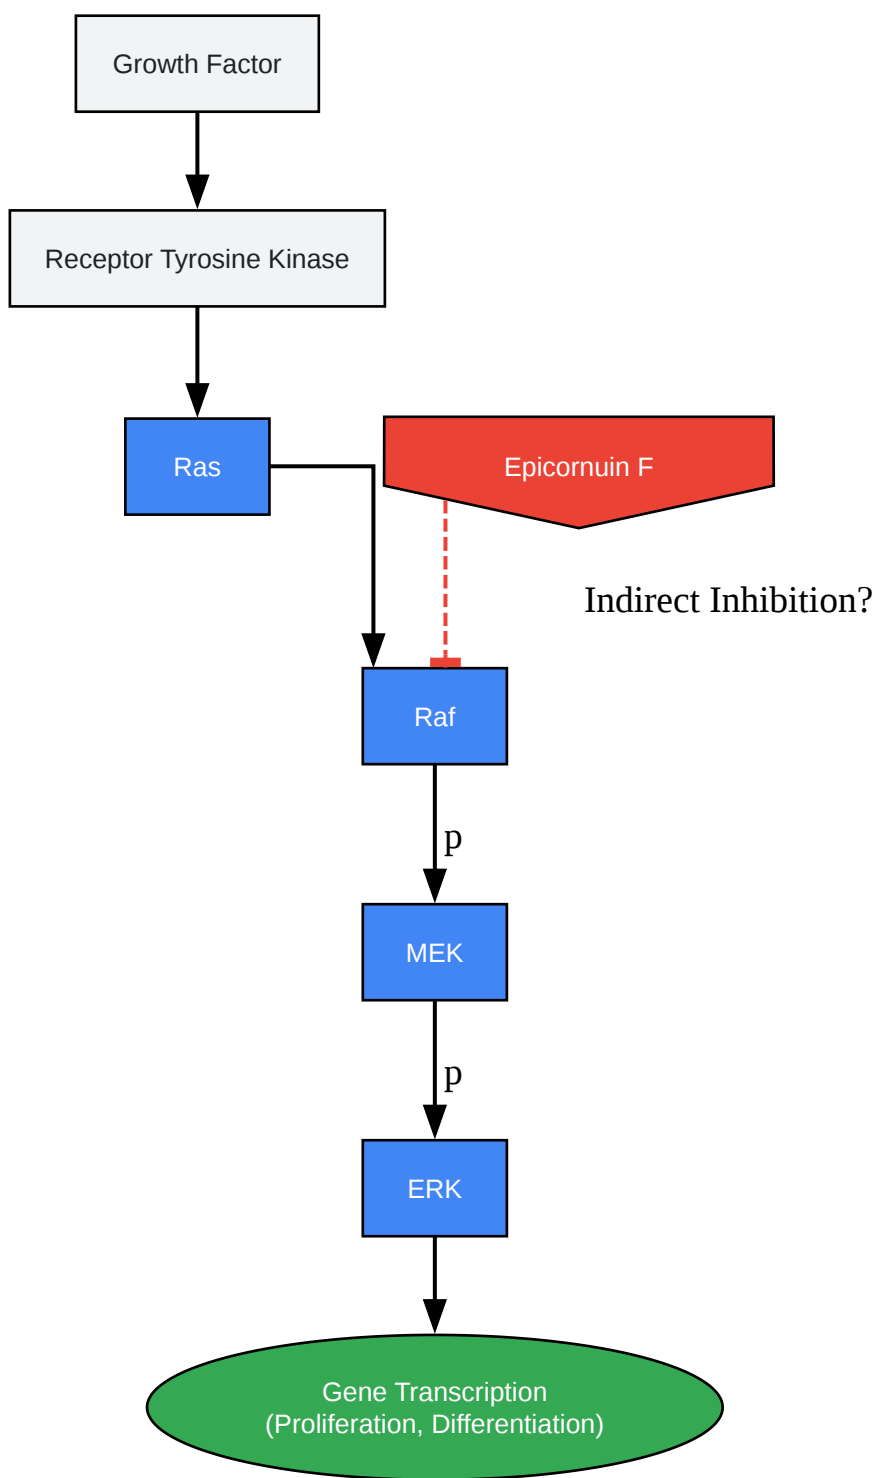 Growth Factor
Receptor Tyrosine Kinase
Ras
Epicornuin F
Indirect Inhibition?
Raf
p
MEK
p
ERK
Gene Transcription
(Proliferation, Differentiation)